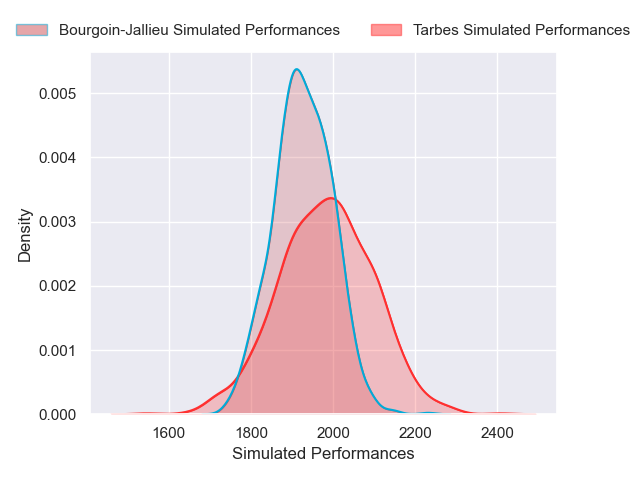 Bourgoin-Jallieu Simulated Performances Tarbes Simulated Performances
0.005
0.004
0.003
0.002
0.001
0.000
Density
1600 1800 2000 2200 2400
Simulated Performances